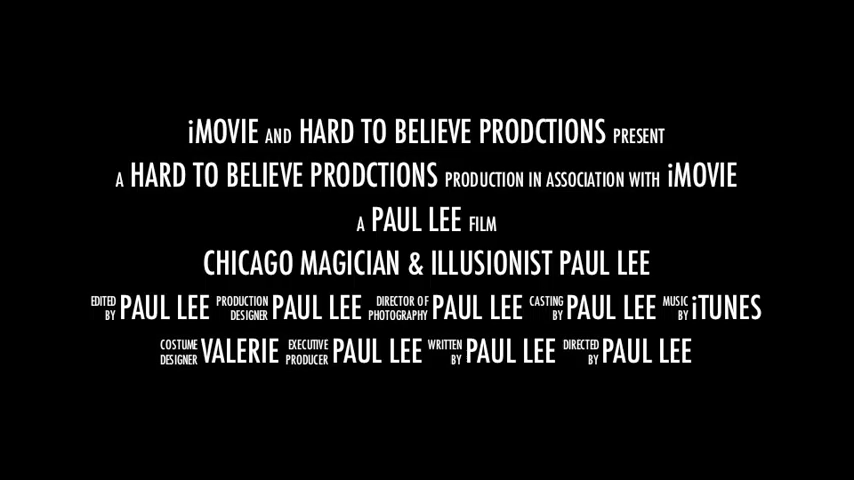 iMOVIE AND HARD TO BELIEVE PRODCTIONS PRESENT
A HARD TO BELIEVE PRODCTIONS PRODUCTION IN ASSOCIATION WITH iMOVIE
A PAUL LEE FILM
CHICAGO MAGICIAN & ILLUSIONIST PAUL LEE
EDITED BY PAUL LEE PRODUCTION DESIGNER PAUL LEE DIRECTOR OF PHOTOGRAPHY PAUL LEE CASTING BY PAUL LEE MUSIC BY iTUNES
COSTUME DESIGNER VALERIE EXECUTIVE PRODUCER PAUL LEE WRITTEN BY PAUL LEE DIRECTED BY PAUL LEE